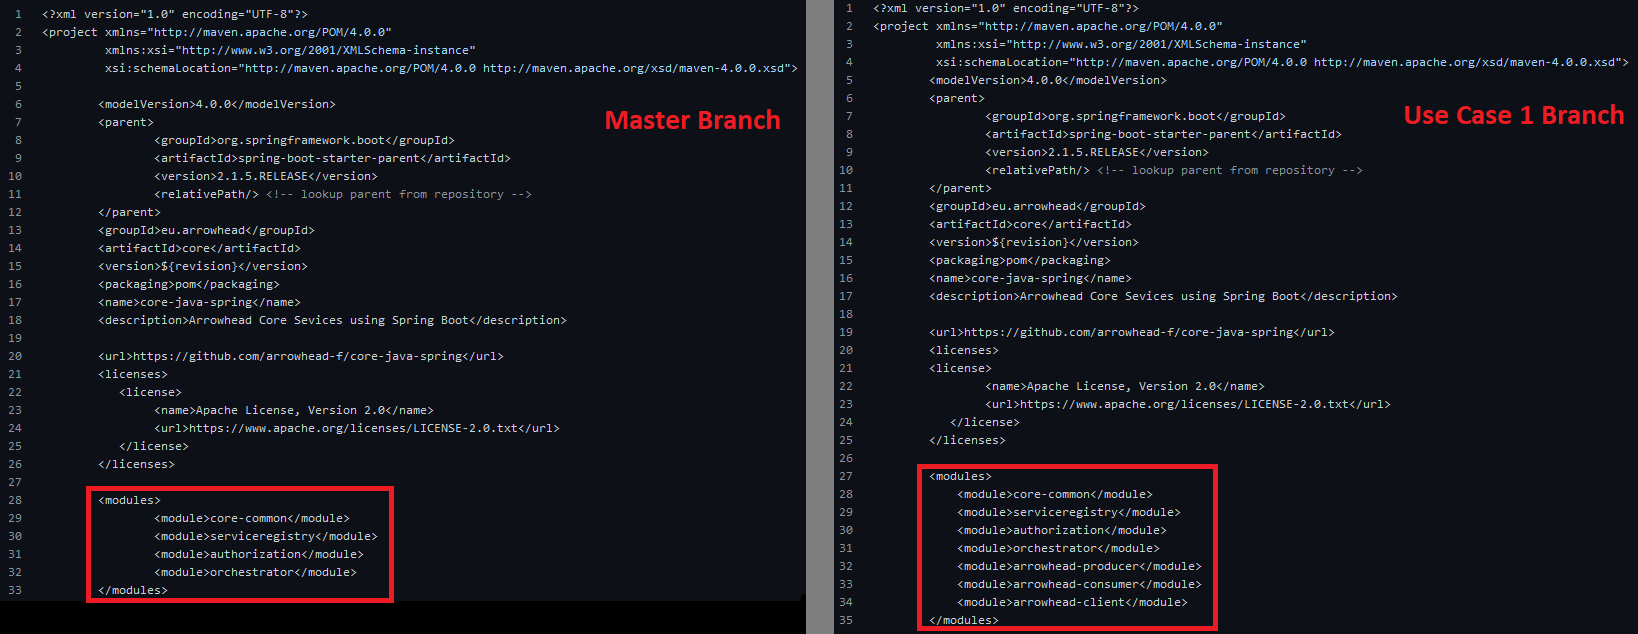 1 <?xml version="1.0" encoding="UTF-8"?>
2 <project xmlns="http://maven.apache.org/POM/4.0.0"
3 xmlns:xsi="http://www.w3.org/2001/XMLSchema-instance"
4 xsi:schemaLocation="http://maven.apache.org/POM/4.0.0 http://maven.apache.org/xsd/maven-4.0.0.xsd">
5
6 <modelVersion>4.0.0</modelVersion>
7 <parent>
8 <groupId>org.springframework.boot</groupId>
9 <artifactId>spring-boot-starter-parent</artifactId>
10 <version>2.1.5.RELEASE</version>
11 <relativePath/> <!-- lookup parent from repository -->
12 </parent>
13 <groupId>eu.arrowhead</groupId>
14 <artifactId>core</artifactId>
15 <version>${revision}</version>
16 <packaging>pom</packaging>
17 <name>core-java-spring</name>
18 <description>Arrowhead Core Sevices using Spring Boot</description>
19
20 <url>https://github.com/arrowhead-f/core-java-spring</url>
21 <licenses>
22 <license>
23 <name>Apache License, Version 2.0</name>
24 <url>https://www.apache.org/licenses/LICENSE-2.0.txt</url>
25 </license>
26 </licenses>
27
28 <modules>
29 <module>core-common</module>
30 <module>serviceregistry</module>
31 <module>authorization</module>
32 <module>orchestrator</module>
33 </modules>
Master Branch
1 <?xml version="1.0" encoding="UTF-8"?>
2 <project xmlns="http://maven.apache.org/POM/4.0.0"
3 xmlns:xsi="http://www.w3.org/2001/XMLSchema-instance"
4 xsi:schemaLocation="http://maven.apache.org/POM/4.0.0 http://maven.apache.org/xsd/maven-4.0.0.xsd">
5 <modelVersion>4.0.0</modelVersion>
6 <parent>
7 <groupId>org.springframework.boot</groupId>
8 <artifactId>spring-boot-starter-parent</artifactId>
9 <version>2.1.5.RELEASE</version>
10 <relativePath/> <!-- lookup parent from repository -->
11 </parent>
12 <groupId>eu.arrowhead</groupId>
13 <artifactId>core</artifactId>
14 <version>${revision}</version>
15 <packaging>pom</packaging>
16 <name>core-java-spring</name>
17 <description>Arrowhead Core Sevices using Spring Boot</description>
18
19 <url>https://github.com/arrowhead-f/core-java-spring</url>
20 <licenses>
21 <license>
22 <name>Apache License, Version 2.0</name>
23 <url>https://www.apache.org/licenses/LICENSE-2.0.txt</url>
24 </license>
25 </licenses>
26
27 <modules>
28 <module>core-common</module>
29 <module>serviceregistry</module>
30 <module>authorization</module>
31 <module>orchestrator</module>
32 <module>arrowhead-producer</module>
33 <module>arrowhead-consumer</module>
34 <module>arrowhead-client</module>
35 </modules>
Use Case 1 Branch